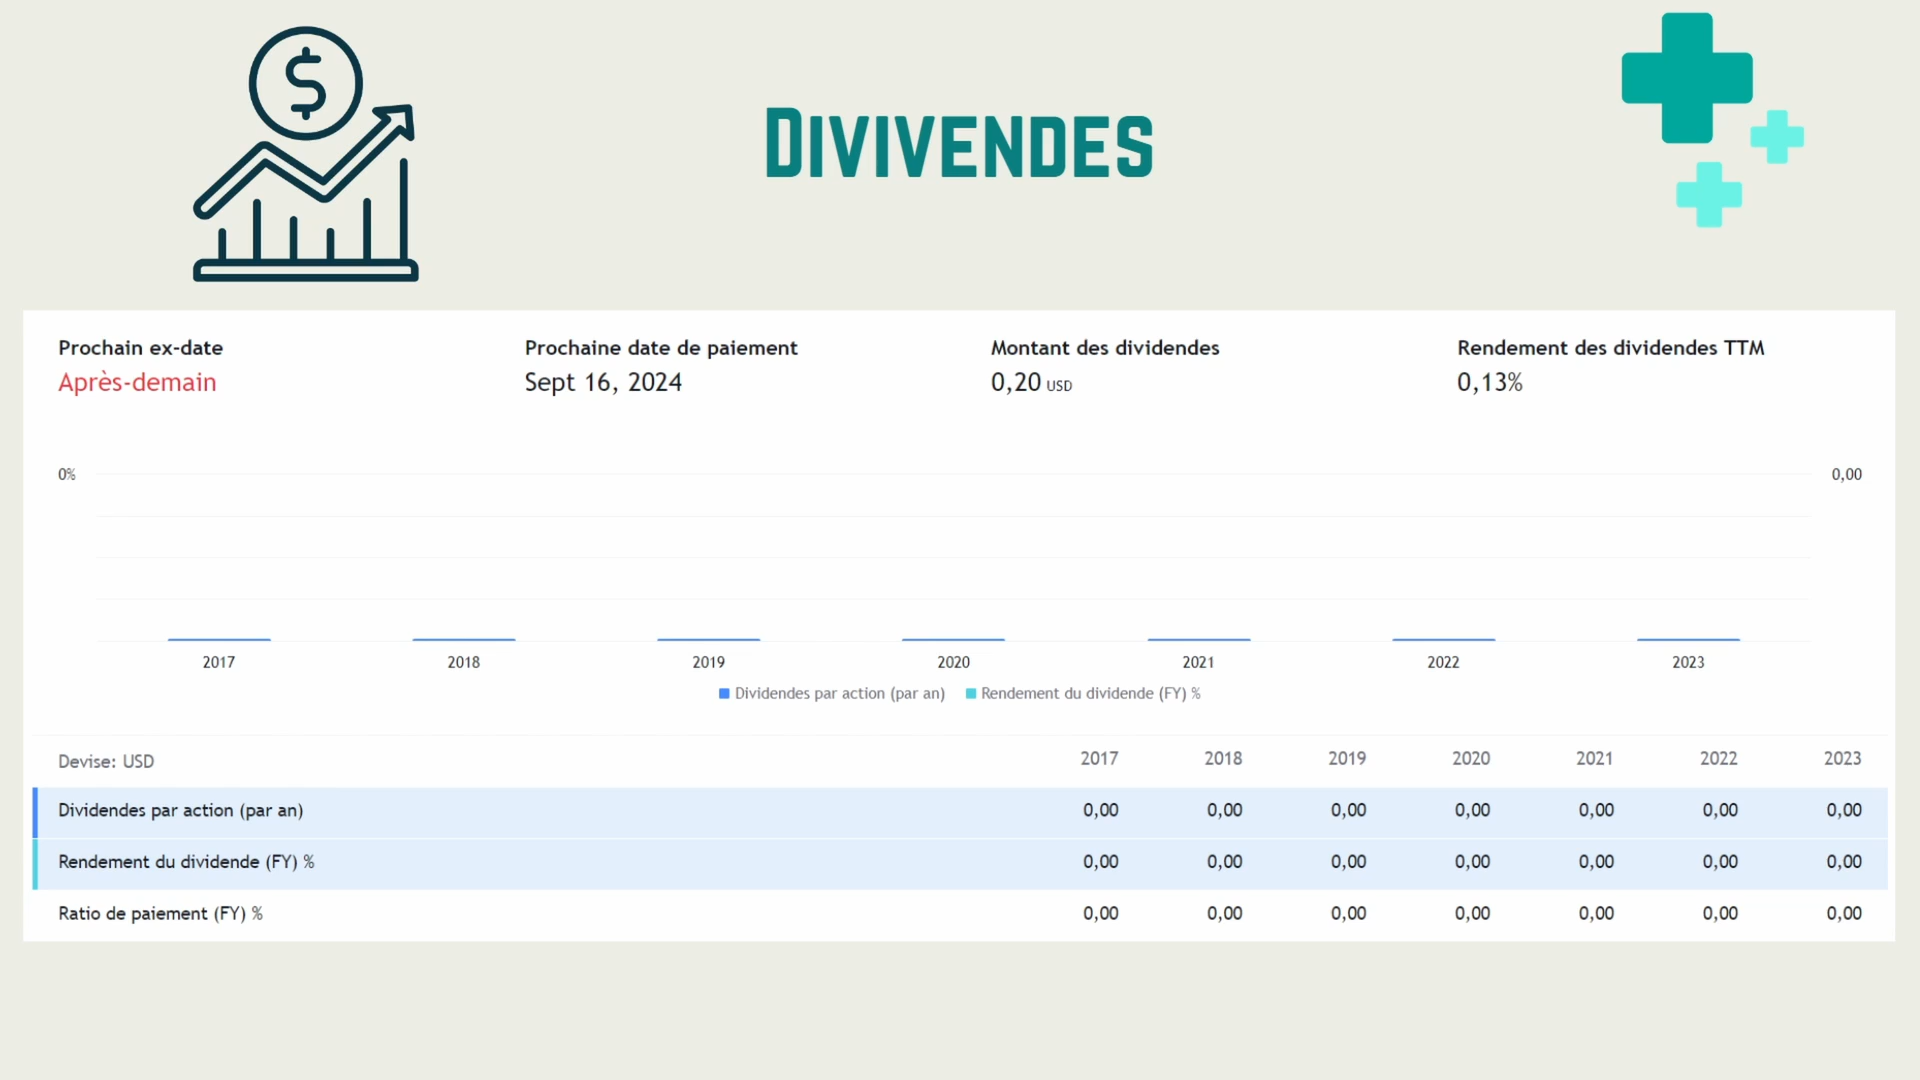 $
DIVIVENDES
Prochain ex-date
Après-demain
Prochaine date de paiement
Sept 16, 2024
Montant des dividendes
0,20 USD
Rendement des dividendes TTM
0,13%
0% 0,00
2017 2018 2019 2020 2021 2022 2023
Dividendes par action (par an) Rendement du dividende (FY) %
Devise: USD 2017 2018 2019 2020 2021 2022 2023
Dividendes par action (par an) 0,00 0,00 0,00 0,00 0,00 0,00 0,00
Rendement du dividende (FY) % 0,00 0,00 0,00 0,00 0,00 0,00 0,00
Ratio de paiement (FY) % 0,00 0,00 0,00 0,00 0,00 0,00 0,00